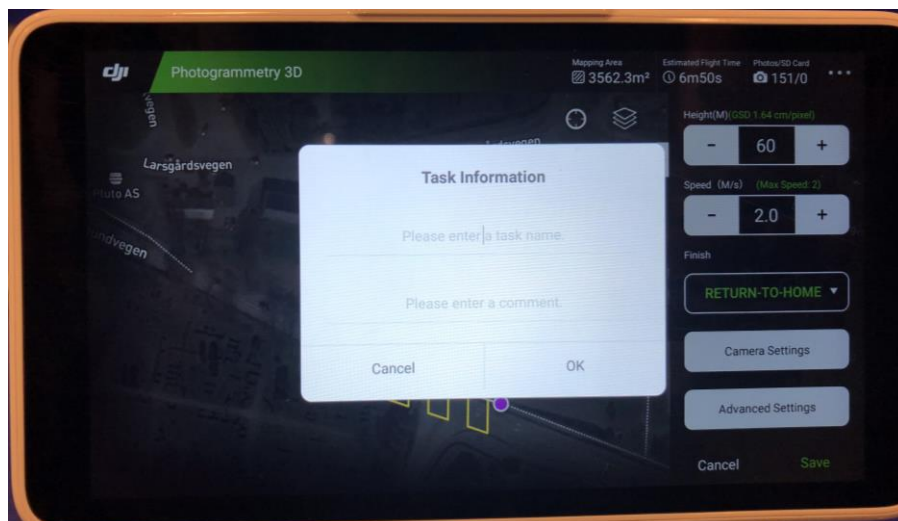 dji
Photogrammetry 3D
Mapping Area
3562.3m²
Estimated Flight Time
6m50s
Photos/SD Card
151/0
Larsgårdsvegen
Pluto AS
Height(M)(GSD 1.64 cm/pixel)
- 60 +
Speed (M/s) (Max Speed: 2)
- 2.0 +
Finish
RETURN-TO-HOME
Camera Settings
Advanced Settings
Cancel Save
Task Information
Please enter a task name.
Please enter a comment.
Cancel OK